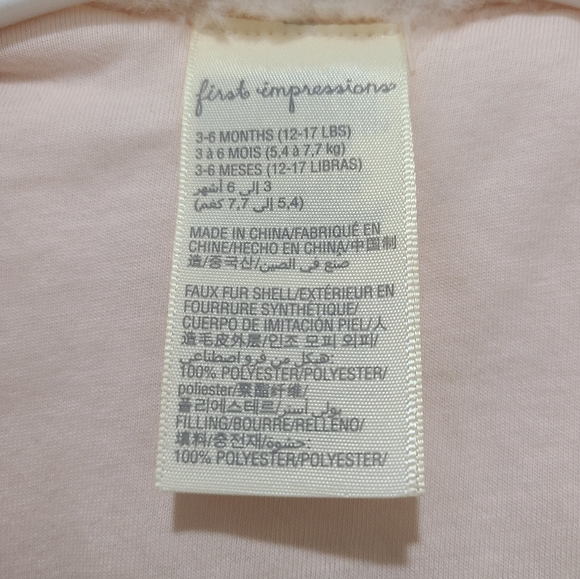 first impressions
3-6 MONTHS (12-17 LBS)
3 à 6 MOIS (5,4 à 7,7 kg)
3-6 MESES (12-17 LIBRAS)
3 إلى 6 أشهر
(5,4 إلى 7,7 كغم)
MADE IN CHINA/FABRIQUÉ EN
CHINE/HECHO EN CHINA/中国制
造/중국산/صنع في الصين
FAUX FUR SHELL/EXTÉRIEUR EN
FOURRURE SYNTHÉTIQUE/
CUERPO DE IMITACIÓN PIEL/人
造毛皮外层/인조 모피 외피/
هيكل من فرو اصطناعي:
100% POLYESTER/POLYESTER/
poliester/聚酯纤维/
폴리에스테르/بولي استر
FILLING/BOURRE/RELLENO/
填料/충전재/حشوة:
100% POLYESTER/POLYESTER/